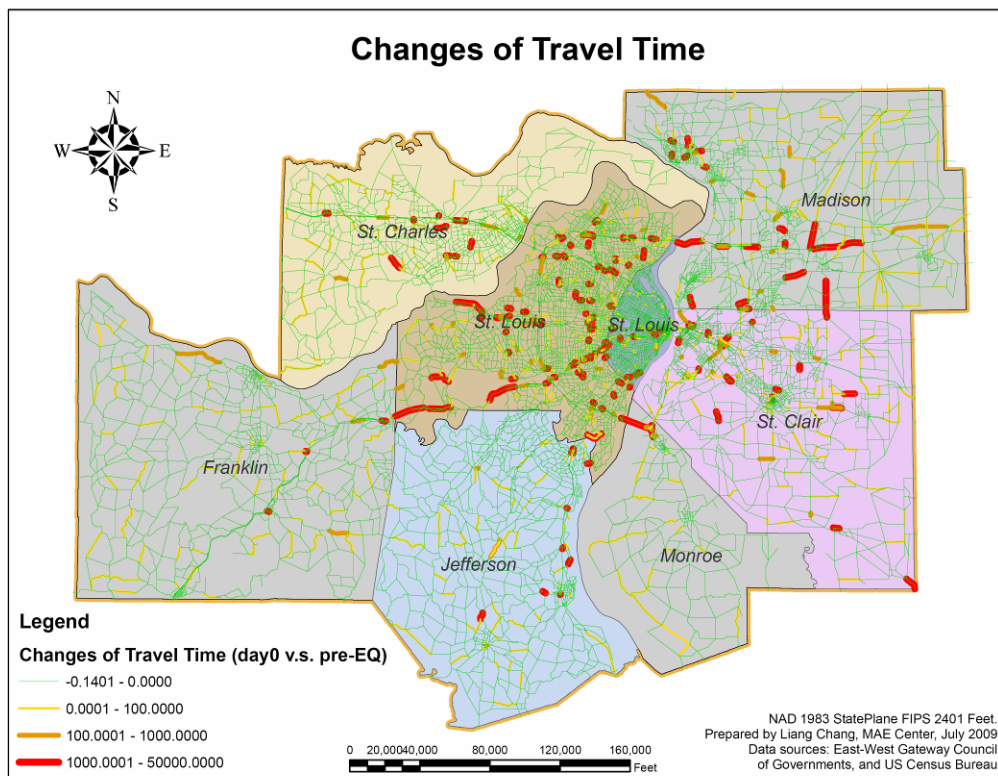 Changes of Travel Time
N
W
E
S
Madison
St. Charles
St. Louis
St. Louis
St. Clair
Franklin
Monroe
Jefferson
Legend
Changes of Travel Time (day0 v.s. pre-EQ)
-0.1401 - 0.0000
0.0001 - 100.0000
100.0001 - 1000.0000
1000.0001 - 50000.0000
0 20,00040,000 80,000 120,000 160,000
Feet
NAD 1983 StatePlane FIPS 2401 Feet.
Prepared by Liang Chang, MAE Center, July 2009
Data sources: East-West Gateway Council
of Governments, and US Census Bureau